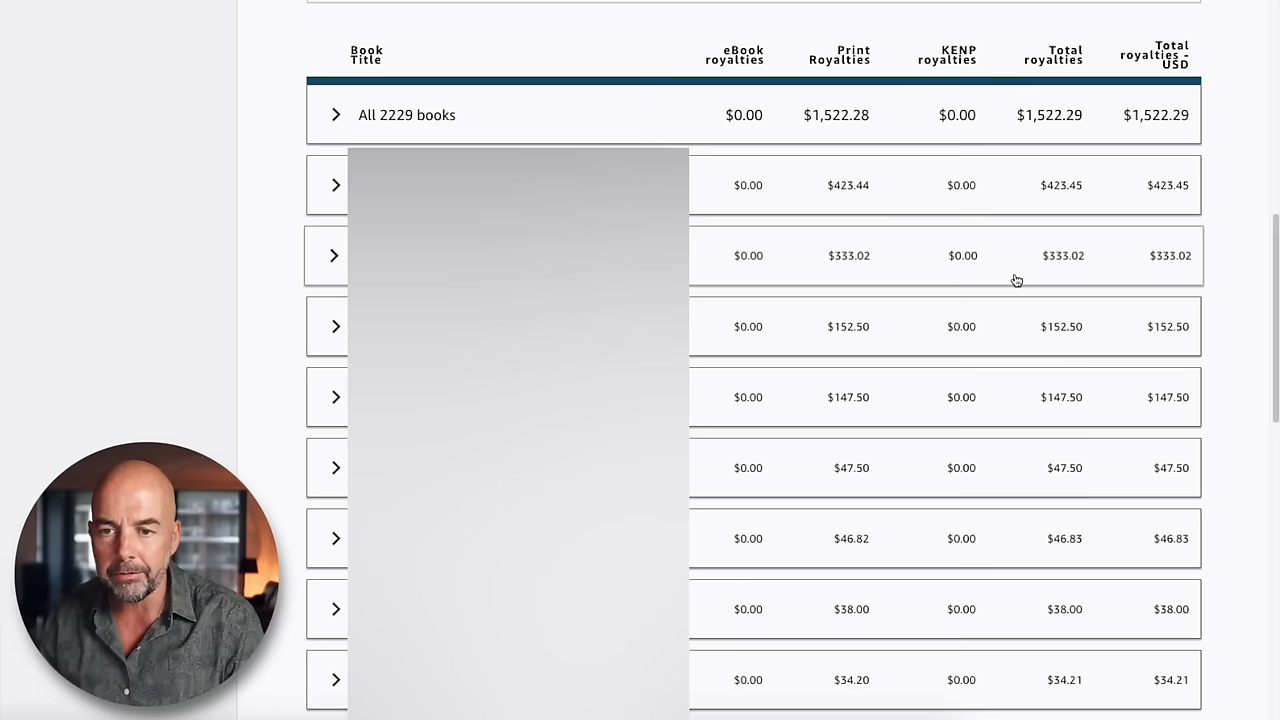 Book Title eBook royalties Print Royalties KENP royalties Total royalties Total royalties - USD
All 2229 books $0.00 $1,522.28 $0.00 $1,522.29 $1,522.29
$0.00 $423.44 $0.00 $423.45 $423.45
$0.00 $333.02 $0.00 $333.02 $333.02
$0.00 $152.50 $0.00 $152.50 $152.50
$0.00 $147.50 $0.00 $147.50 $147.50
$0.00 $47.50 $0.00 $47.50 $47.50
$0.00 $46.82 $0.00 $46.83 $46.83
$0.00 $38.00 $0.00 $38.00 $38.00
$0.00 $34.20 $0.00 $34.21 $34.21